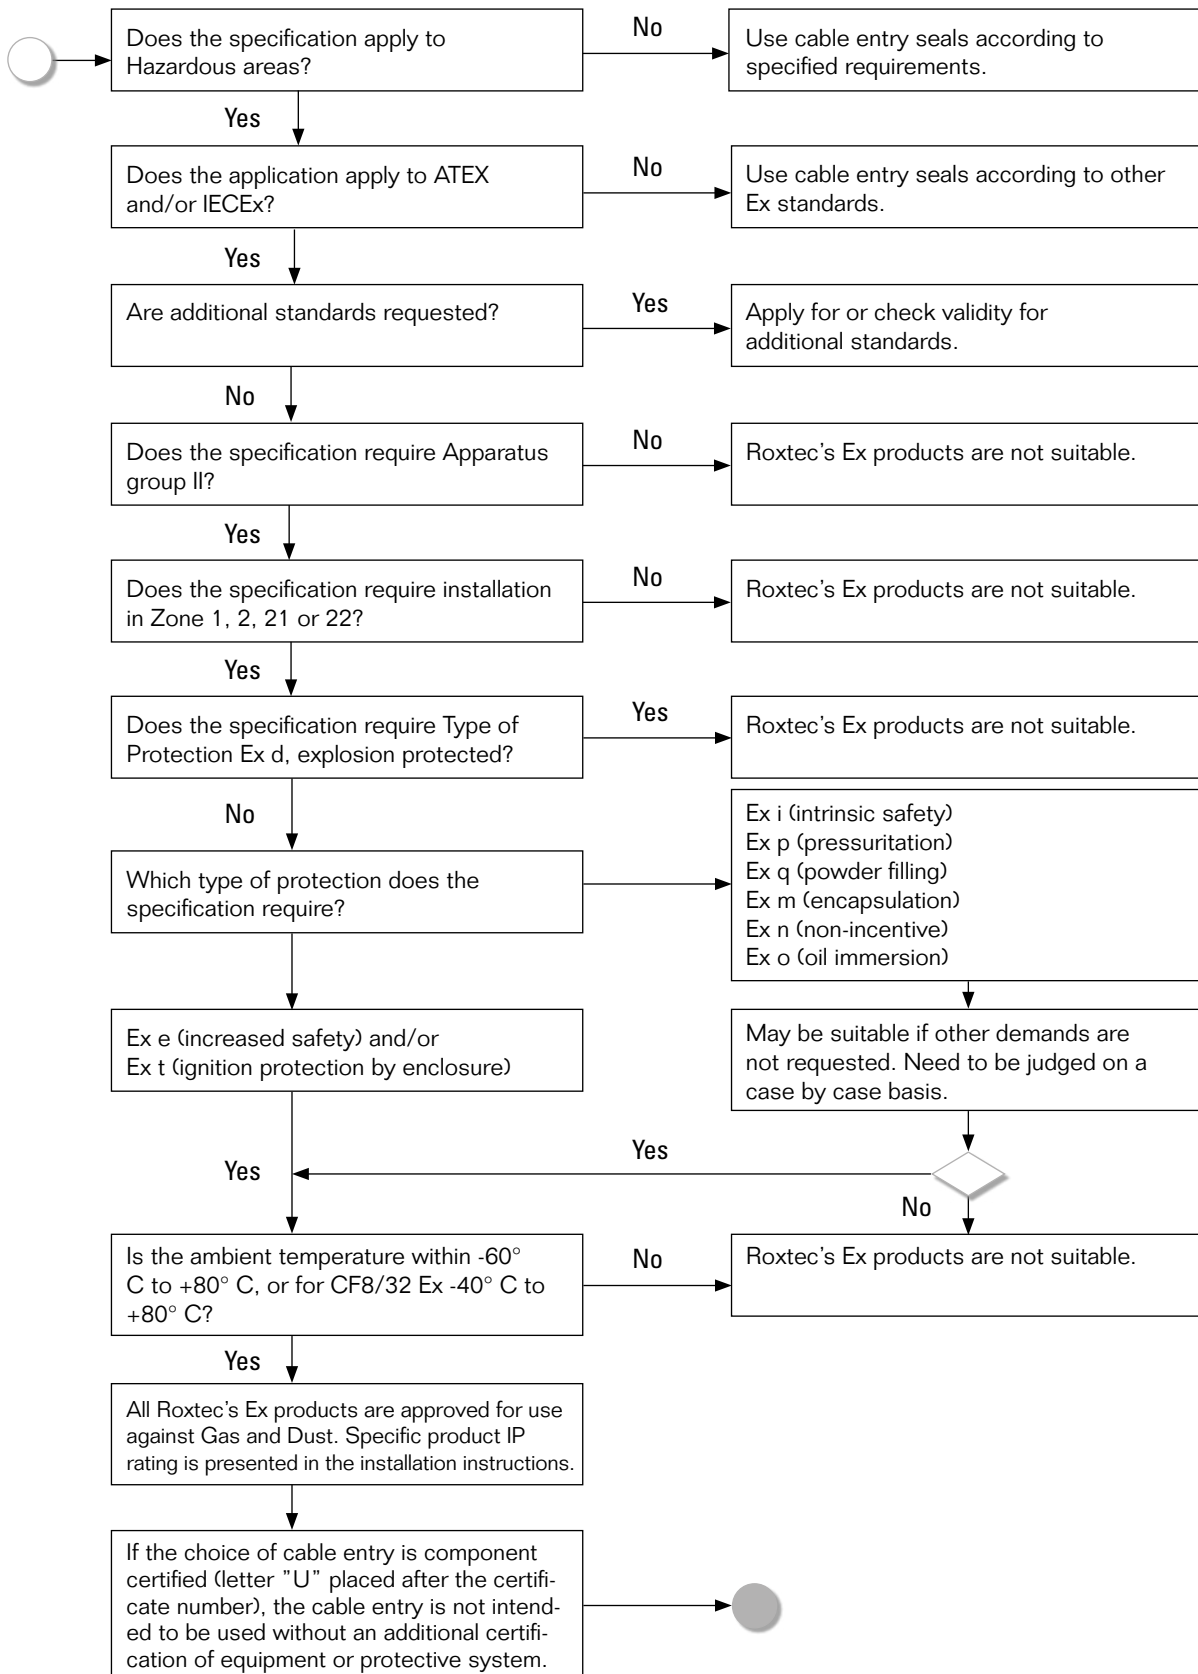 Does the specification apply to
Hazardous areas?
No
Use cable entry seals according to
specified requirements.
Yes
Does the application apply to ATEX
and/or IECEx?
No
Use cable entry seals according to other
Ex standards.
Yes
Are additional standards requested?
Yes
Apply for or check validity for
additional standards.
No
Does the specification require Apparatus
group II?
No
Roxtec's Ex products are not suitable.
Yes
Does the specification require installation
in Zone 1, 2, 21 or 22?
No
Roxtec's Ex products are not suitable.
Yes
Does the specification require Type of
Protection Ex d, explosion protected?
Yes
Roxtec's Ex products are not suitable.
No
Which type of protection does the
specification require?
Ex i (intrinsic safety)
Ex p (pressuritation)
Ex q (powder filling)
Ex m (encapsulation)
Ex n (non-incentive)
Ex o (oil immersion)
Ex e (increased safety) and/or
Ex t (ignition protection by enclosure)
May be suitable if other demands are
not requested. Need to be judged on a
case by case basis.
Yes
Yes
No
Is the ambient temperature within -60°
C to +80° C, or for CF8/32 Ex -40° C to
+80° C?
No
Roxtec's Ex products are not suitable.
Yes
All Roxtec's Ex products are approved for use
against Gas and Dust. Specific product IP
rating is presented in the installation instructions.
If the choice of cable entry is component
certified (letter "U" placed after the certifi-
cate number), the cable entry is not intend-
ed to be used without an additional certifi-
cation of equipment or protective system.